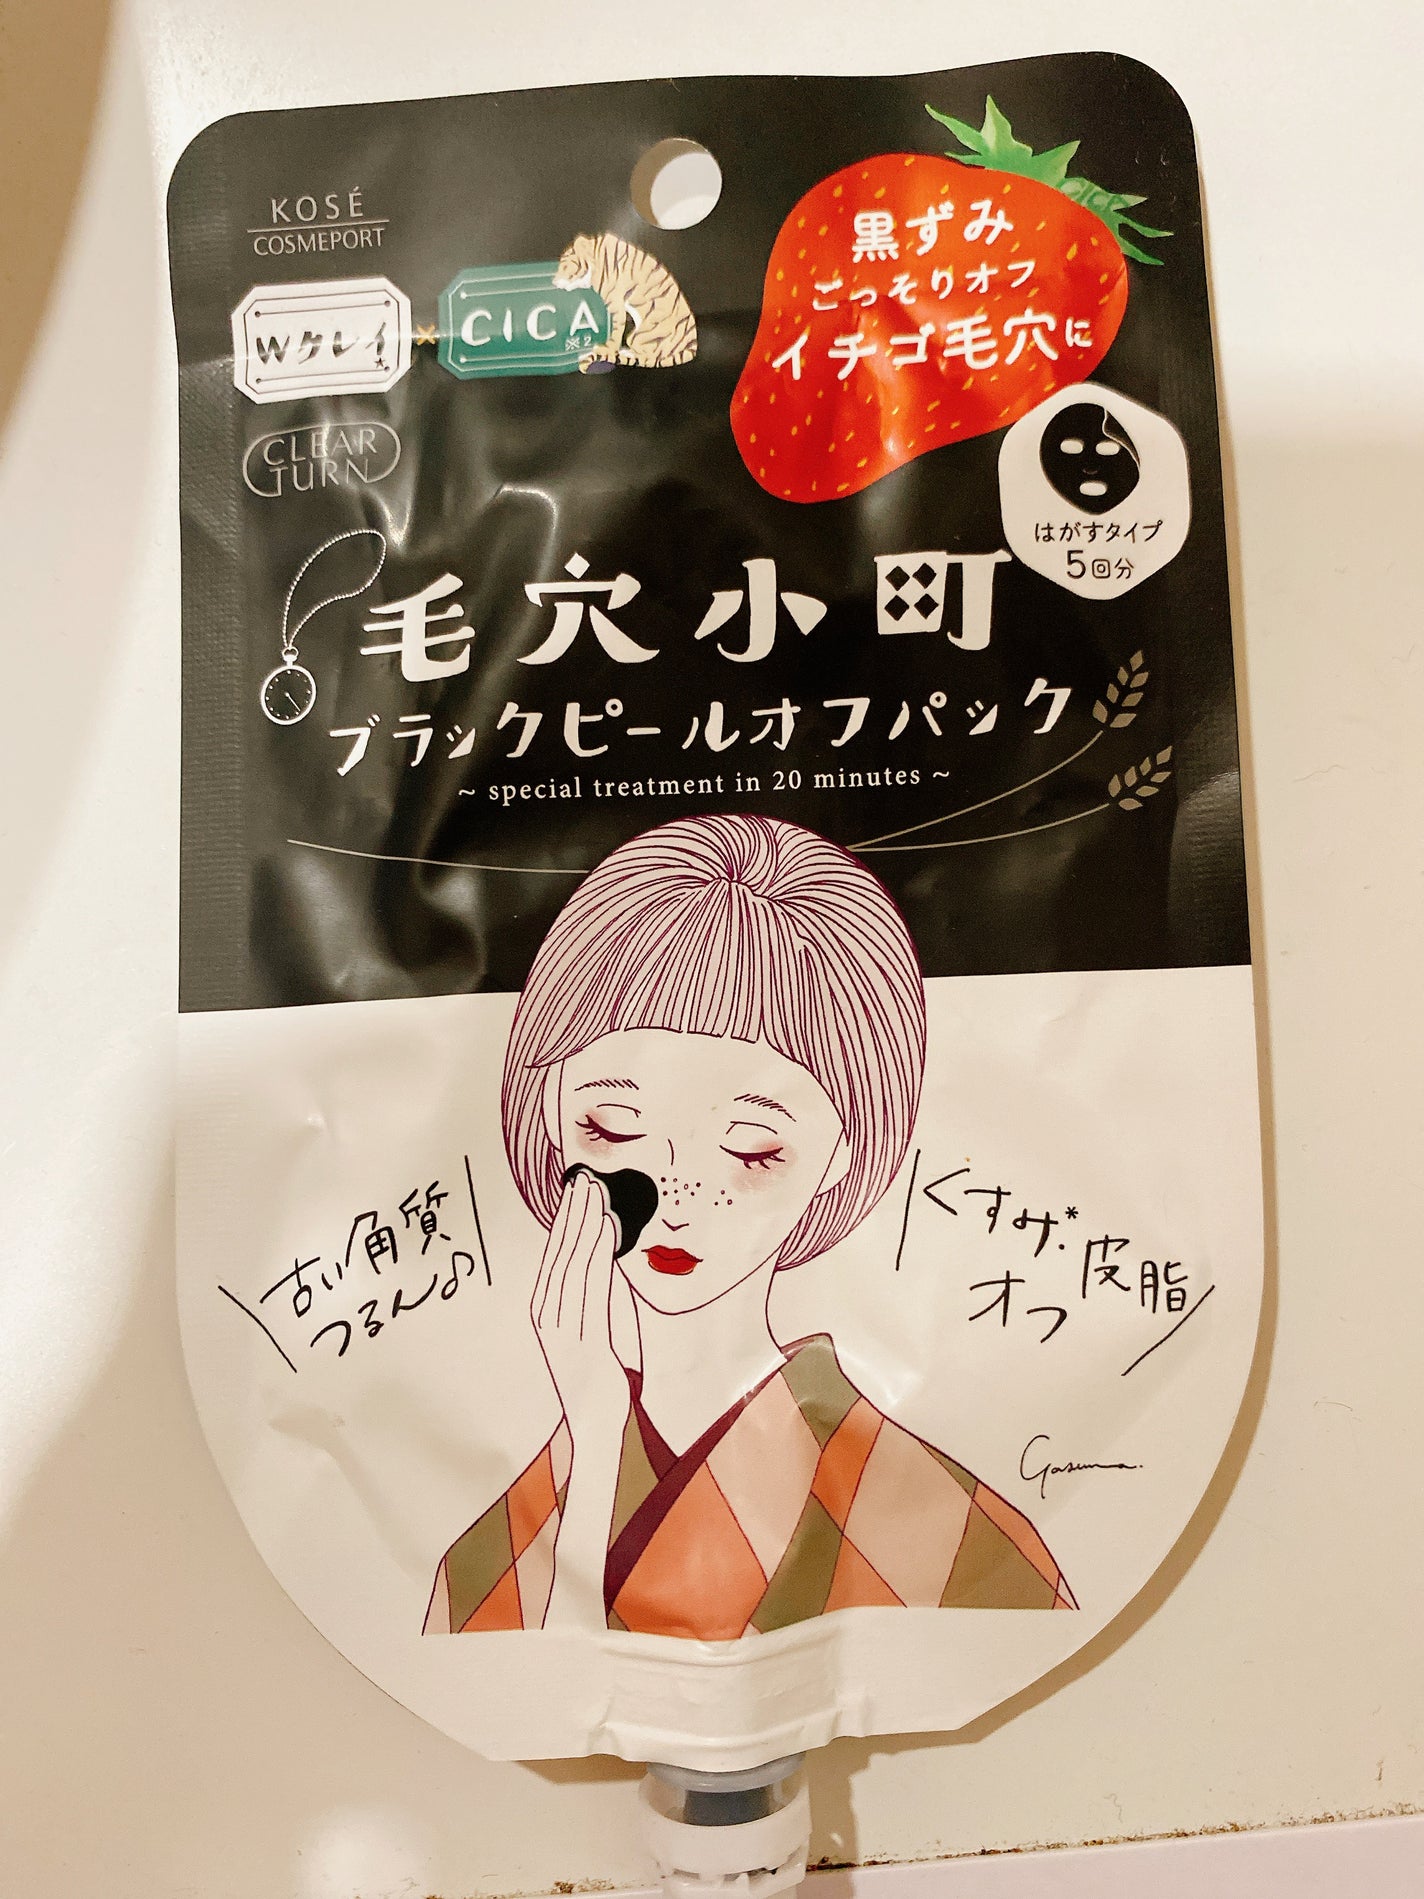 KOSÉ
COSMEPORT
Wクレイ
×
CICA
※2
CLEAR
TURN
黒ずみ
ごっそりオフ
イチゴ毛穴に
はがすタイプ
5回分
毛穴小町
ブラックピールオフパック
~ special treatment in 20 minutes ~
古い角質
つるん♪
くすみ*・皮脂
オフ